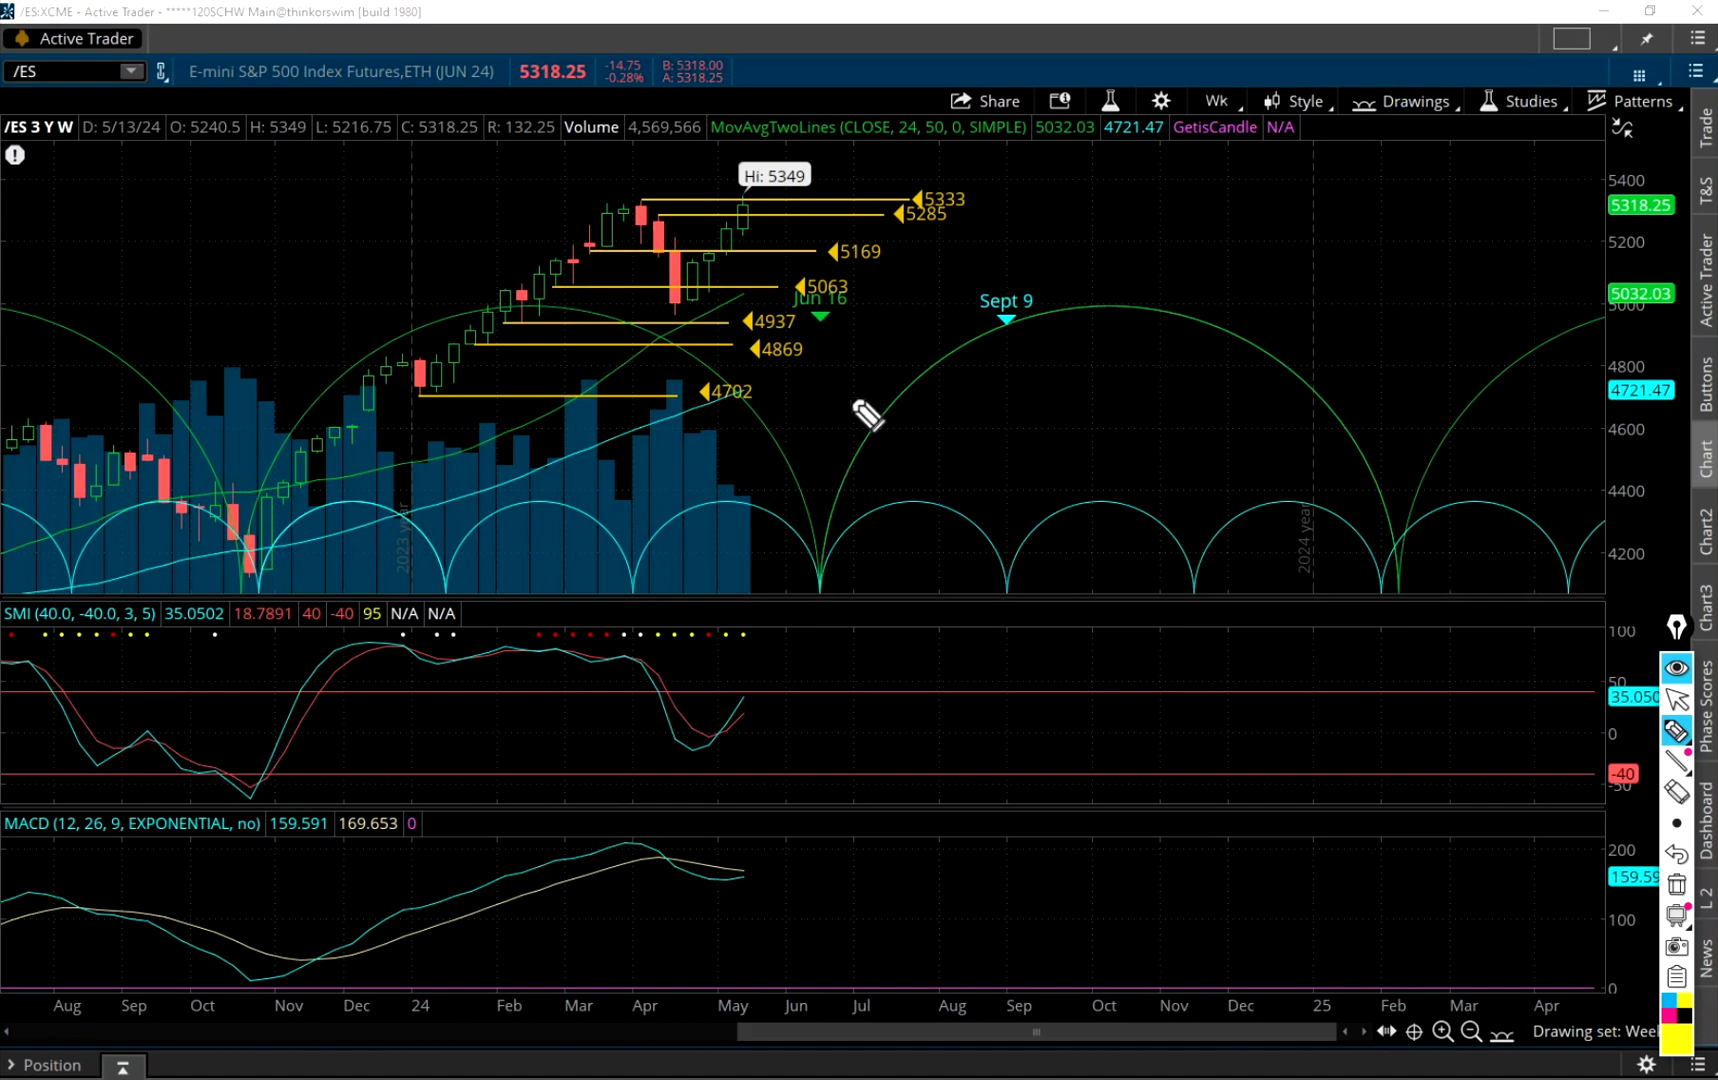 /ES:XCME - Active Trader - *****120SCHW Main@thinkorswim [build 1980]
Active Trader
/ES E-mini S&P 500 Index Futures,ETH (JUN 24) 5318.25 -14.75 -0.28% B: 5318.00 A: 5318.25
Share Wk Style Drawings Studies Patterns
/ES 3 Y W D: 5/13/24 O: 5240.5 H: 5349 L: 5216.75 C: 5318.25 R: 132.25 Volume 4,569,566 MovAvgTwoLines (CLOSE, 24, 50, 0, SIMPLE) 5032.03 4721.47 GetisCandle N/A
Hi: 5349
5333
5285
5169
5063
Jun 16
4937
4869
4702
Sept 9
2023 year
2024 year
5400
5318.25
5200
5032.03
5000
4800
4721.47
4600
4400
4200
SMI (40.0, -40.0, 3, 5) 35.0502 18.7891 40 -40 95 N/A N/A
100
50
35.050
0
-40
-50
MACD (12, 26, 9, EXPONENTIAL, no) 159.591 169.653 0
200
159.59
100
0
Aug Sep Oct Nov Dec 24 Feb Mar Apr May Jun Jul Aug Sep Oct Nov Dec 25 Feb Mar Apr
Drawing set: Wee
Position
Trade
T&S
Active Trader
Buttons
Chart
Chart2
Chart3
Phase Scores
Dashboard
L 2
News